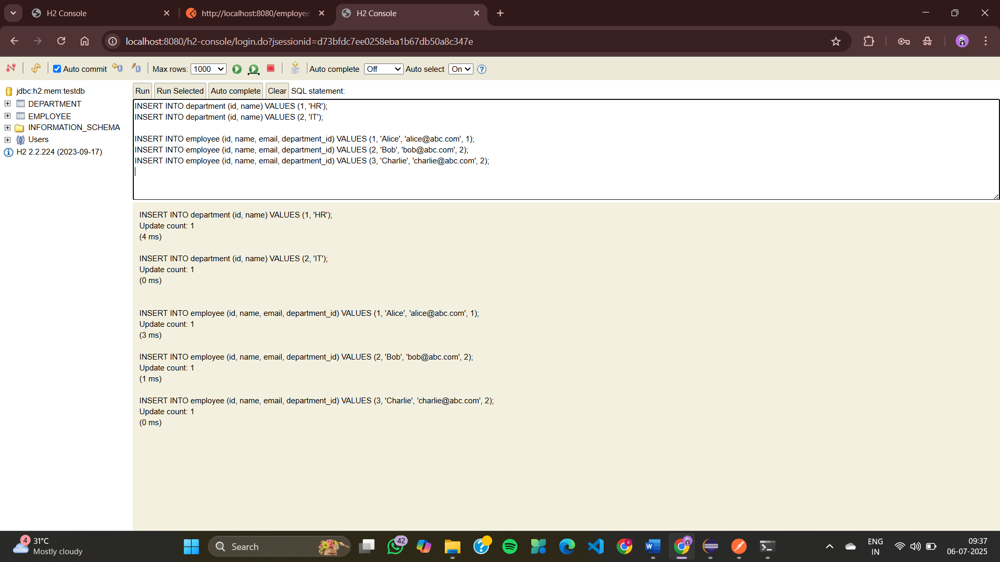 H2 Console
http://localhost:8080/employee
H2 Console
localhost:8080/h2-console/login.do?jsessionid=d73bfdc7ee0258eba1b67db50a8c347e
Auto commit
Max rows: 1000
Auto complete Off
Auto select On
jdbc:h2:mem:testdb
DEPARTMENT
EMPLOYEE
INFORMATION_SCHEMA
Users
H2 2.2.224 (2023-09-17)
Run Run Selected Auto complete Clear SQL statement:
INSERT INTO department (id, name) VALUES (1, 'HR');
INSERT INTO department (id, name) VALUES (2, 'IT');
INSERT INTO employee (id, name, email, department_id) VALUES (1, 'Alice', 'alice@abc.com', 1);
INSERT INTO employee (id, name, email, department_id) VALUES (2, 'Bob', 'bob@abc.com', 2);
INSERT INTO employee (id, name, email, department_id) VALUES (3, 'Charlie', 'charlie@abc.com', 2);
INSERT INTO department (id, name) VALUES (1, 'HR');
Update count: 1
(4 ms)
INSERT INTO department (id, name) VALUES (2, 'IT');
Update count: 1
(0 ms)
INSERT INTO employee (id, name, email, department_id) VALUES (1, 'Alice', 'alice@abc.com', 1);
Update count: 1
(3 ms)
INSERT INTO employee (id, name, email, department_id) VALUES (2, 'Bob', 'bob@abc.com', 2);
Update count: 1
(1 ms)
INSERT INTO employee (id, name, email, department_id) VALUES (3, 'Charlie', 'charlie@abc.com', 2);
Update count: 1
(0 ms)
4
31°C
Mostly cloudy
Search
42
8
ENG
IN
09:37
06-07-2025